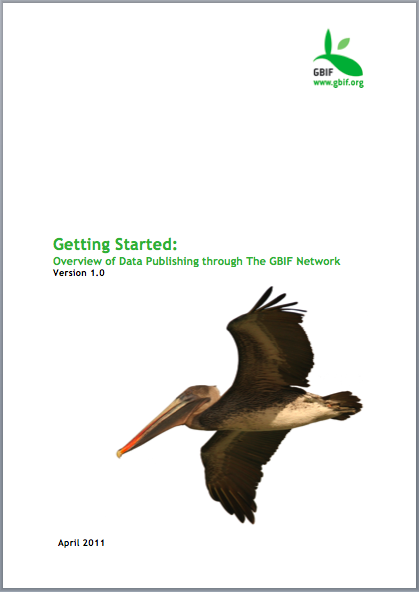 GBIF
www.gbif.org
Getting Started:
Overview of Data Publishing through The GBIF Network
Version 1.0
April 2011